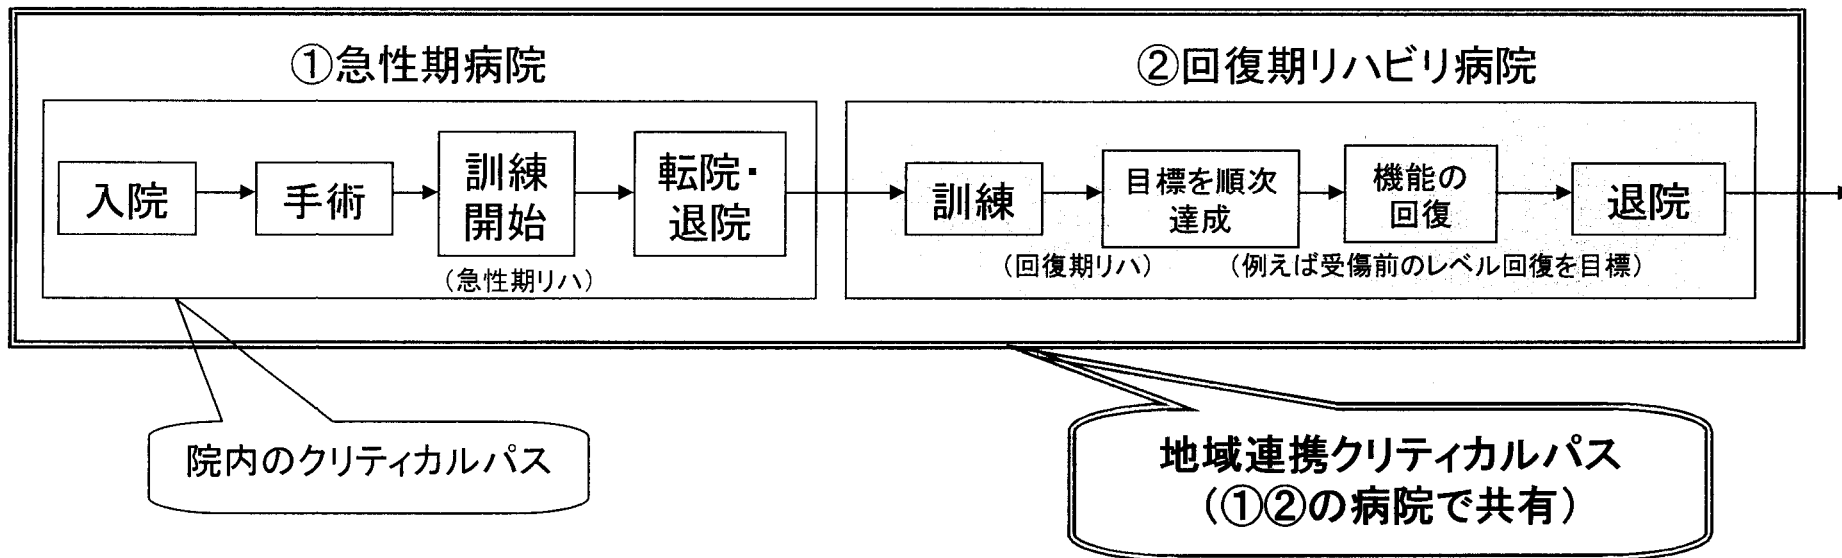 ①急性期病院
入院
手術
訓練
開始
(急性期リハ)
転院・
退院
②回復期リハビリ病院
訓練
(回復期リハ)
目標を順次
達成
機能の
回復
(例えば受傷前のレベル回復を目標)
退院
院内のクリティカルパス
地域連携クリティカルパス
(①②の病院で共有)